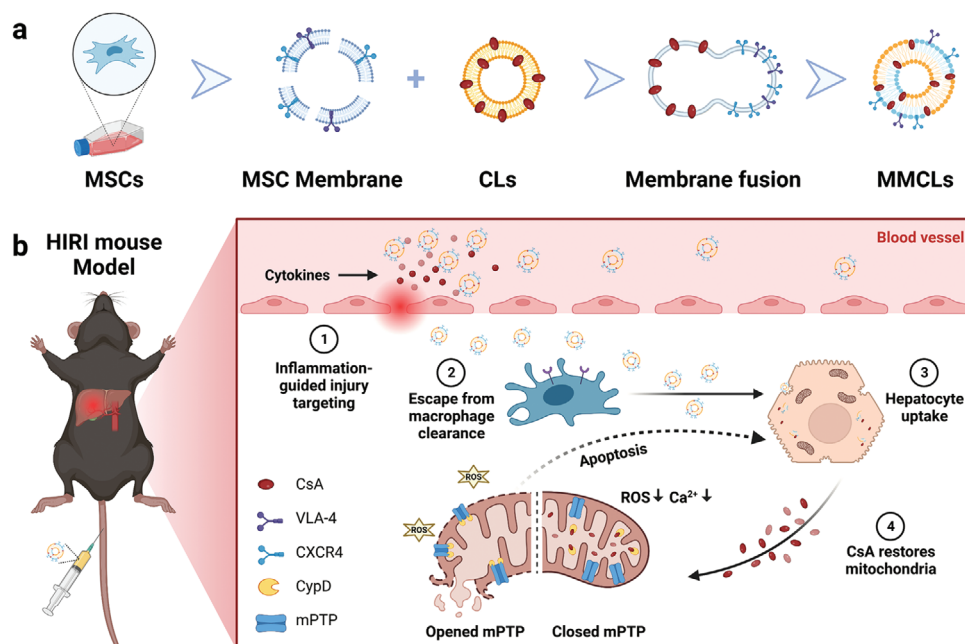 a
MSCs
MSC Membrane
+
CLs
Membrane fusion
MMCLs
b
HIRI mouse
Model
Blood vessel
Cytokines
1
Inflammation-
guided injury
targeting
2
Escape from
macrophage
clearance
3
Hepatocyte
uptake
Apoptosis
ROS
ROS
ROS↓ Ca²⁺↓
4
CsA restores
mitochondria
CsA
VLA-4
CXCR4
CypD
mPTP
Opened mPTP
Closed mPTP